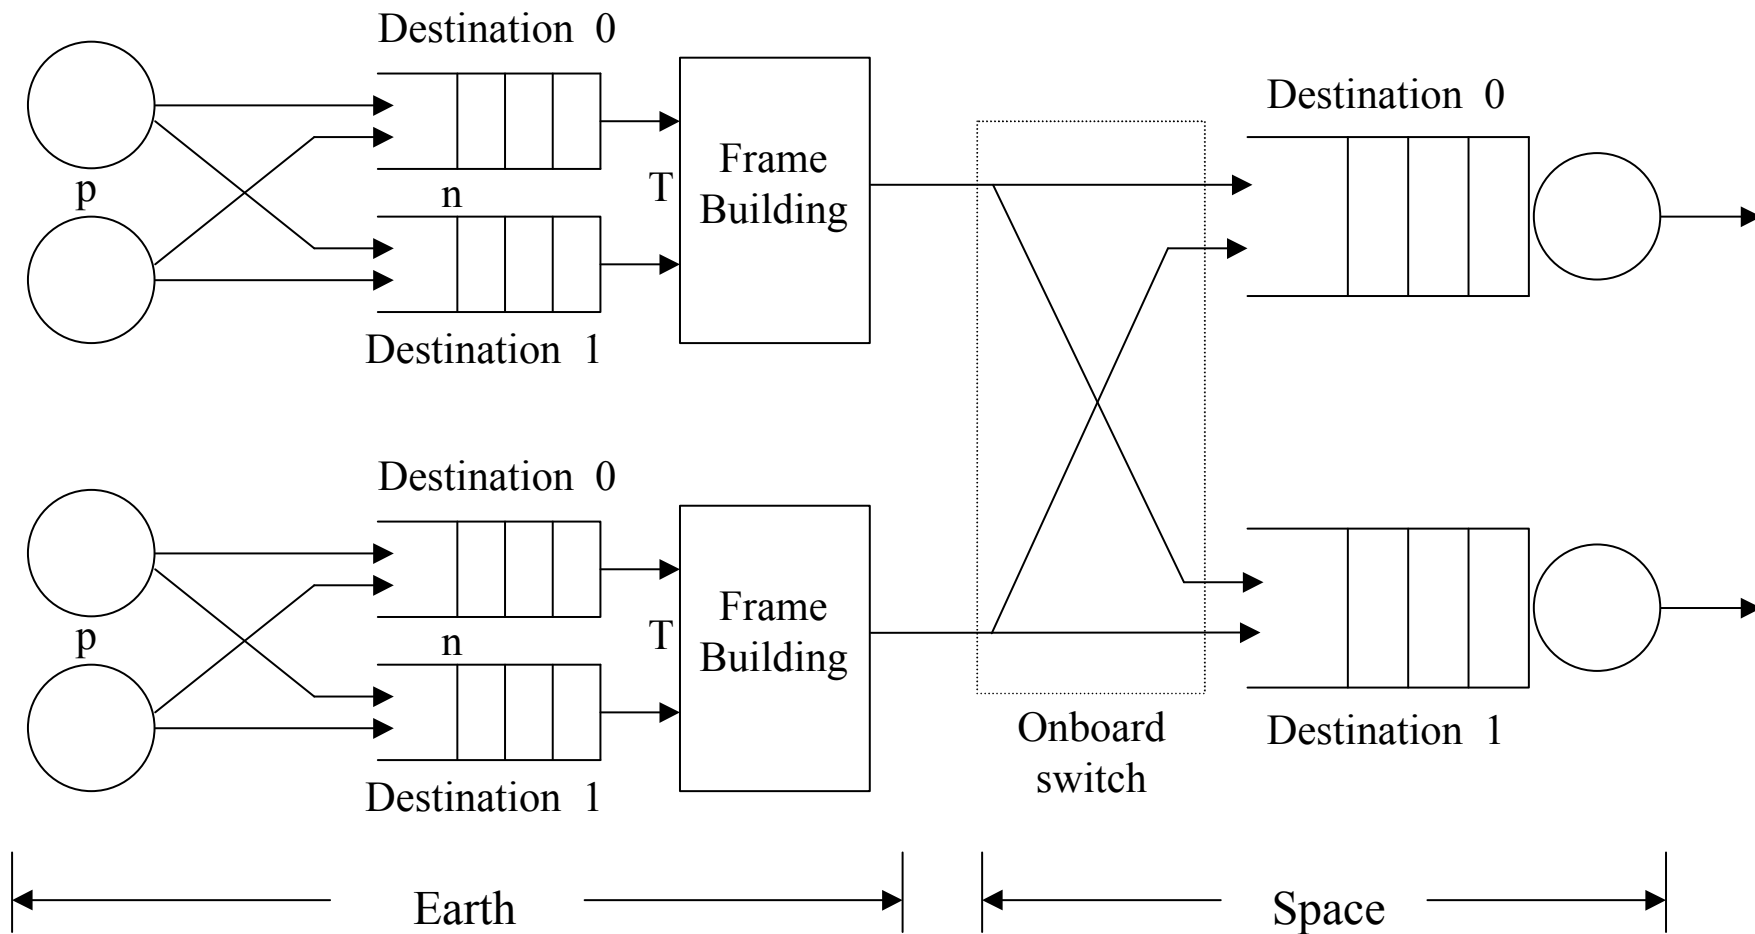 Destination 0
p
n
T
Frame
Building
Destination 1
Destination 0
Destination 0
p
n
T
Frame
Building
Destination 1
Onboard
switch
Destination 1
Earth
Space